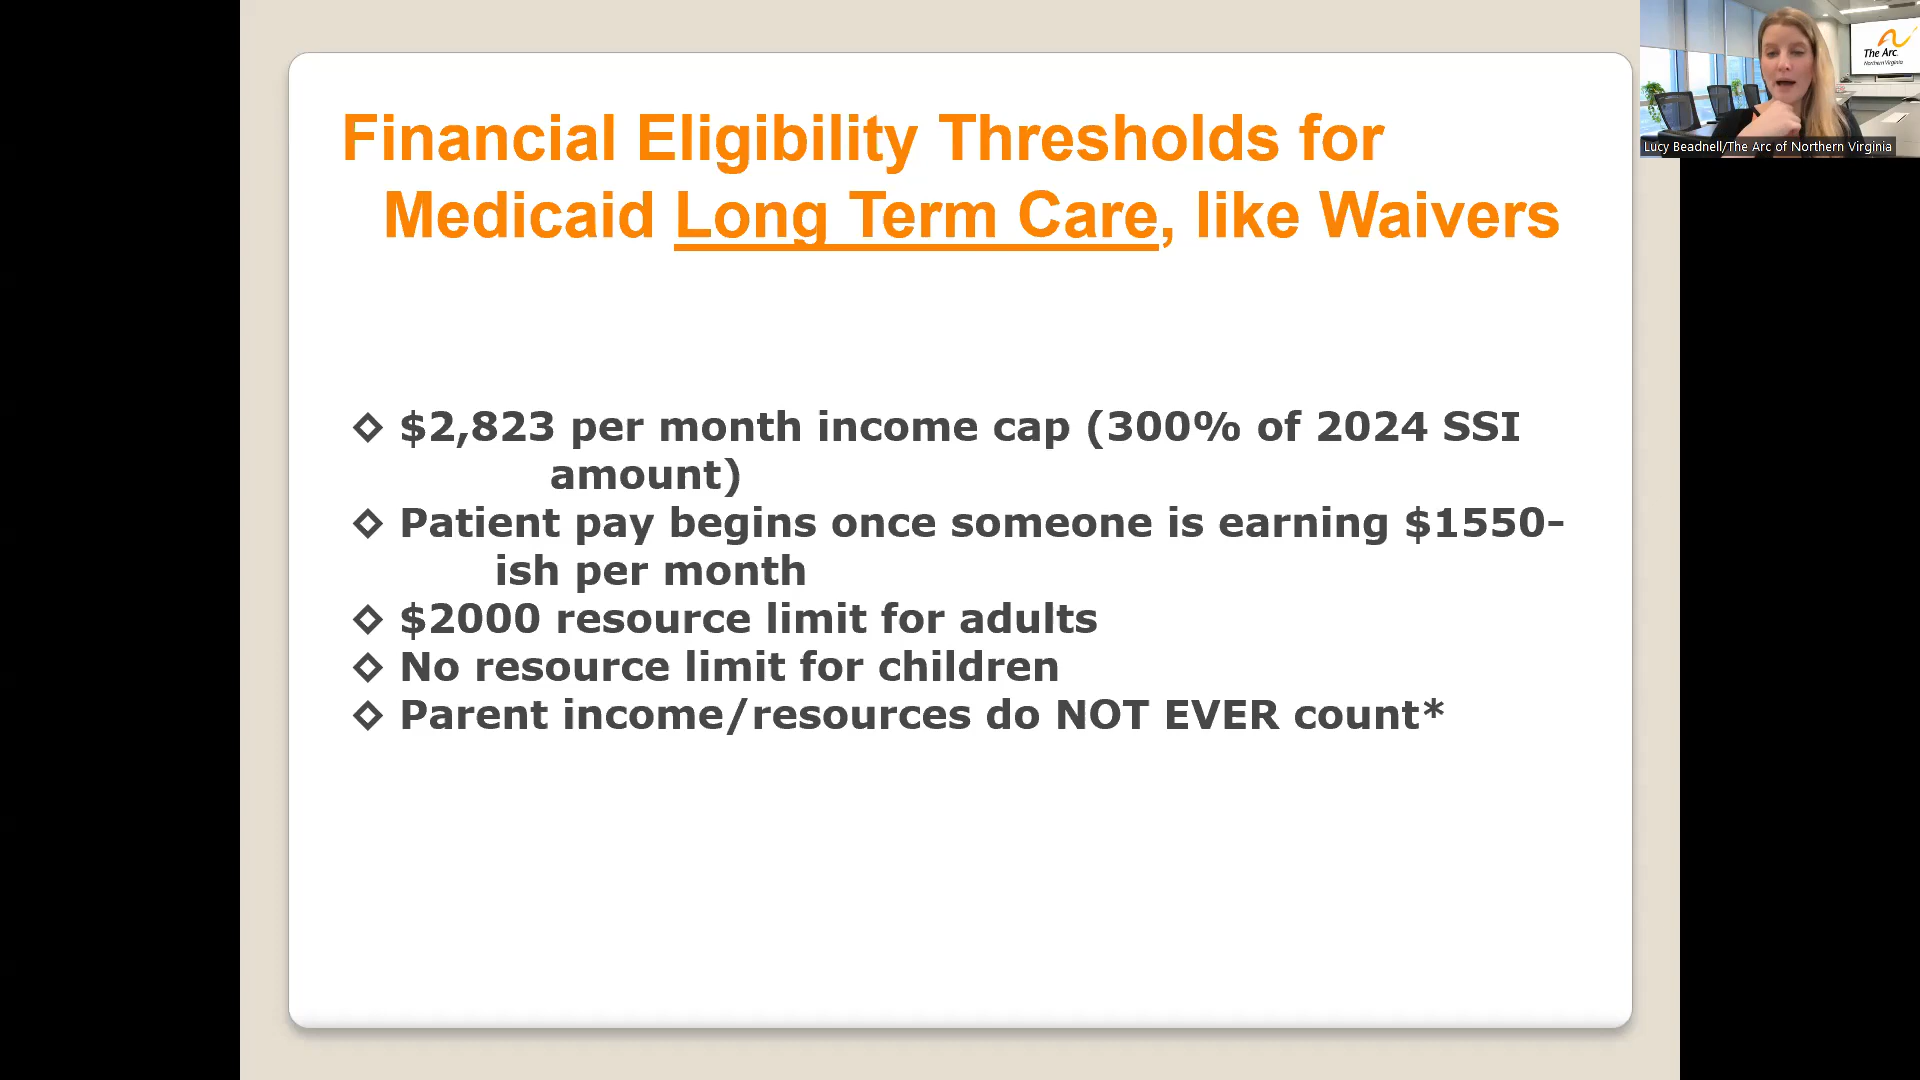 Financial Eligibility Thresholds for
Medicaid Long Term Care, like Waivers
$2,823 per month income cap (300% of 2024 SSI
amount)
Patient pay begins once someone is earning $1550-
ish per month
$2000 resource limit for adults
No resource limit for children
Parent income/resources do NOT EVER count*
The Arc.
Northern Virginia
Lucy Beadnell/The Arc of Northern Virginia